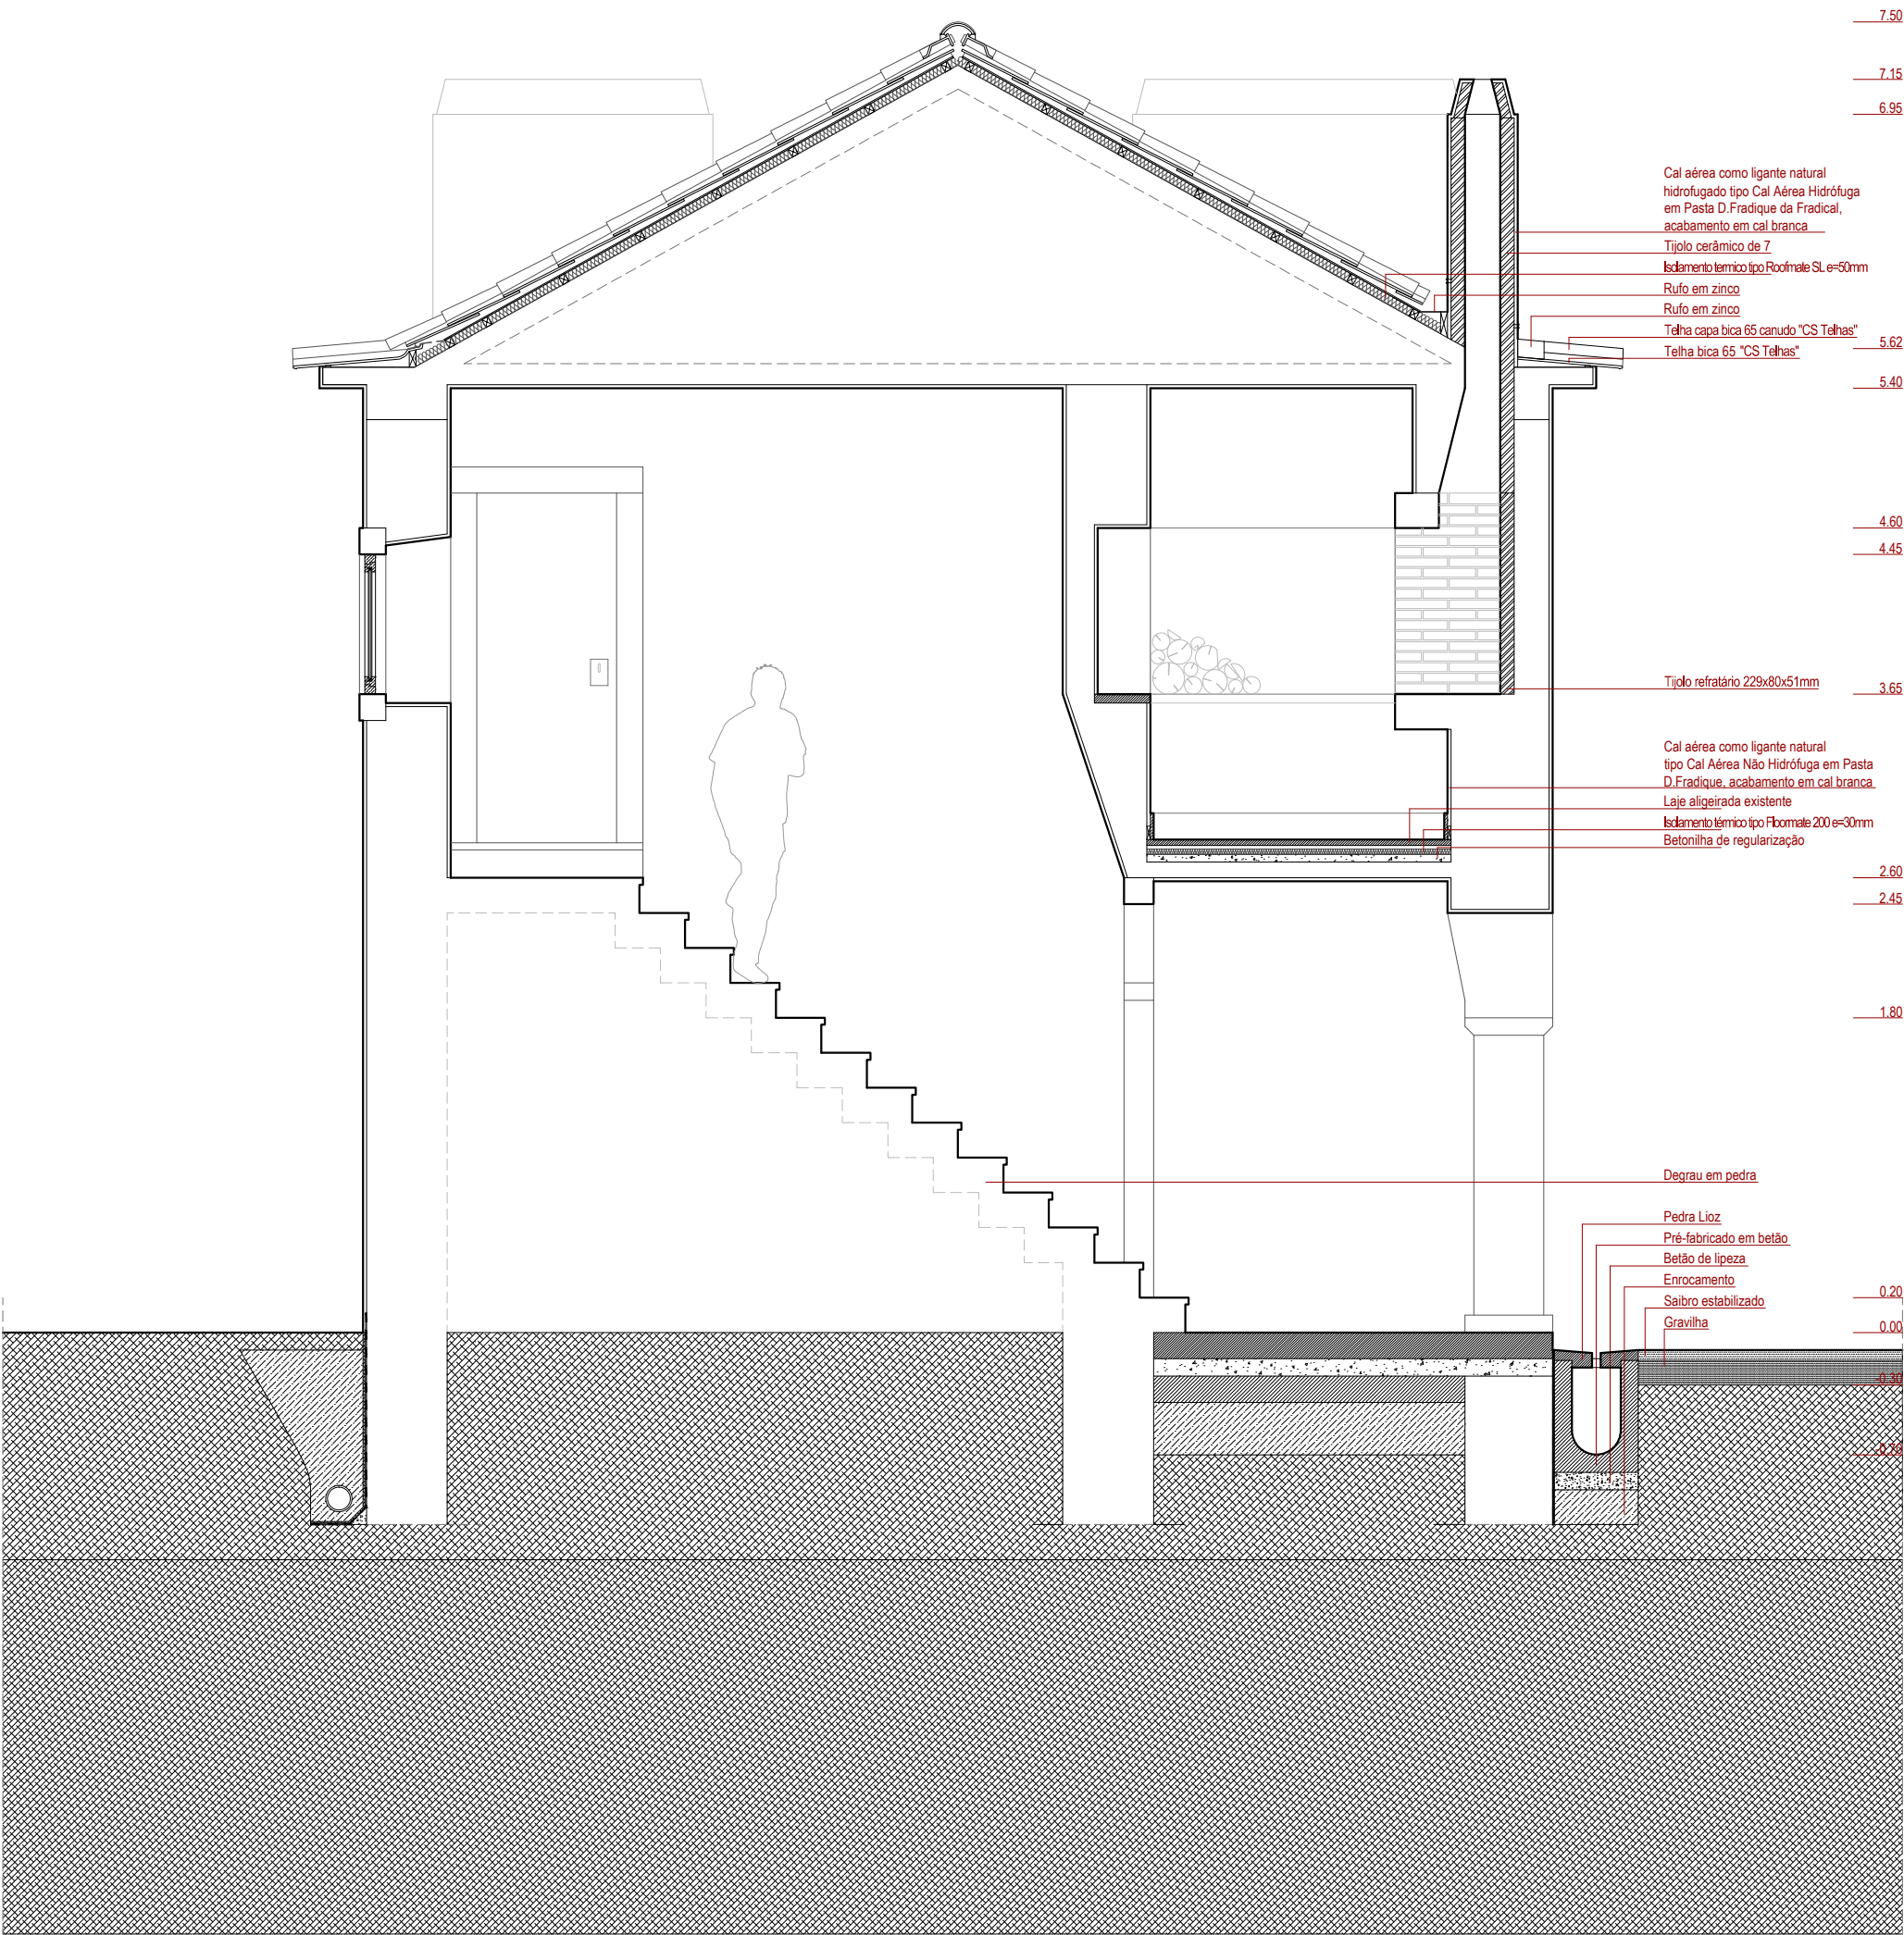 7.50
7.15
6.95
Cal aérea como ligante natural
hidrofugado tipo Cal Aérea Hidrófuga
em Pasta D.Fradique da Fradical,
acabamento em cal branca
Tijolo cerâmico de 7
Isolamento termico tipo Roofmate SL e=50mm
Rufo em zinco
Rufo em zinco
Telha capa bica 65 canudo "CS Telhas"
5.62
Telha bica 65 "CS Telhas"
5.40
4.60
4.45
Tijolo refratário 229x80x51mm
3.65
Cal aérea como ligante natural
tipo Cal Aérea Não Hidrófuga em Pasta
D.Fradique, acabamento em cal branca
Laje aligeirada existente
Isolamento térmico tipo Floormate 200 e=30mm
Betonilha de regularização
2.60
2.45
1.80
Degrau em pedra
Pedra Lioz
Pré-fabricado em betão
Betão de lipeza
Enrocamento
0.20
Saibro estabilizado
Gravilha
0.00
-0.30
-0.70